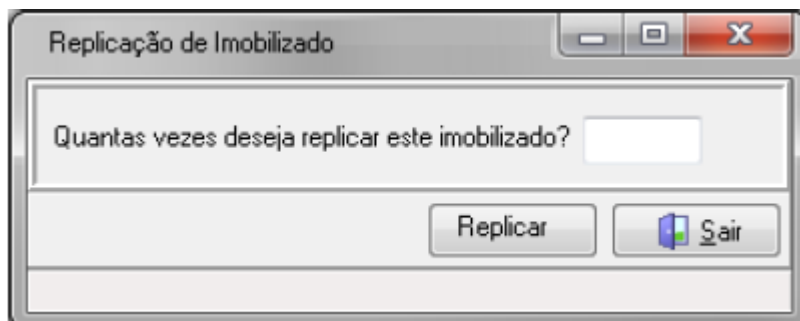 Replicação de Imobilizado
Quantas vezes deseja replicar este imobilizado?
Replicar Sair